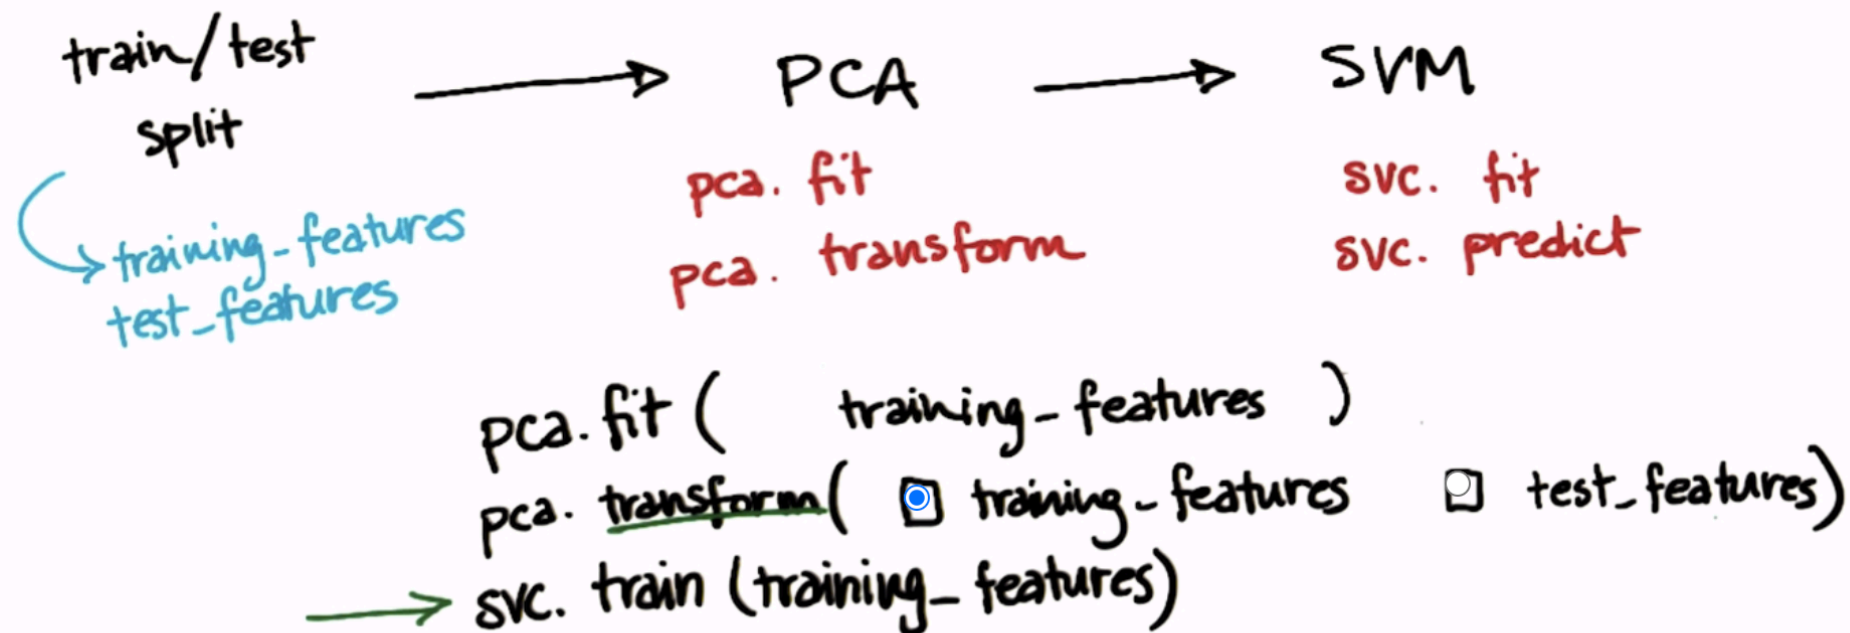 train/test
split
PCA
SVM
training_features
test_features
pca. fit
pca. transform
svc. fit
svc. predict
pca. fit ( training_features )
pca. transform ( training_features test_features)
svc. train (training_features)